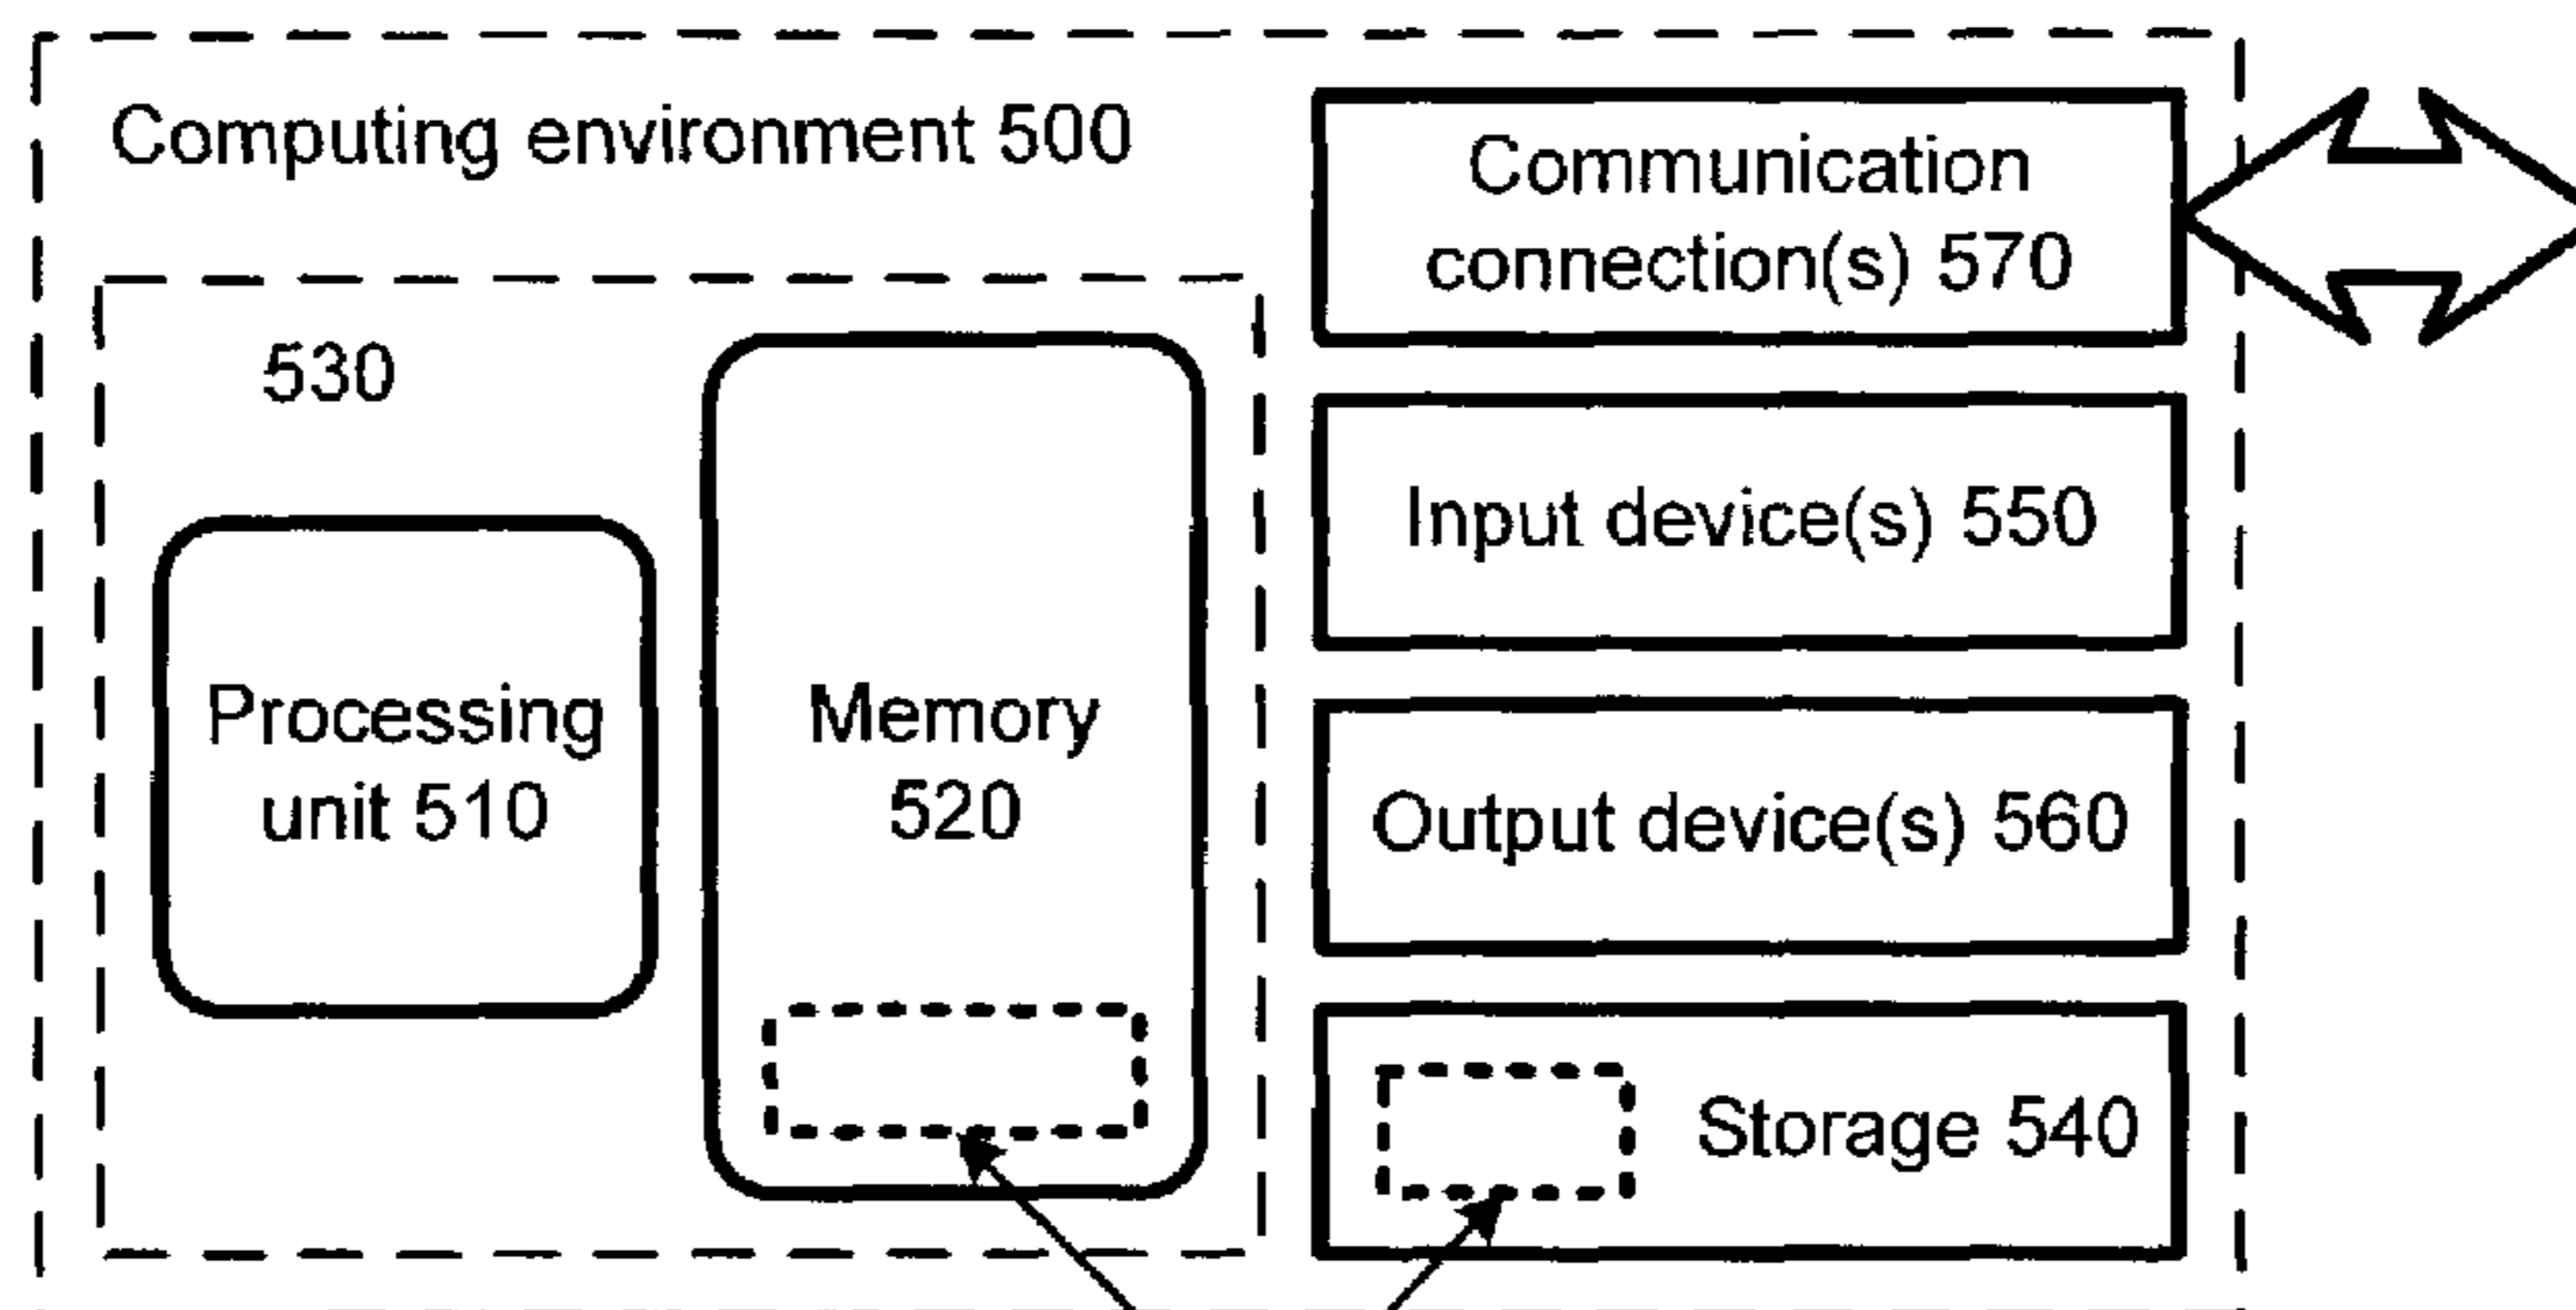 Computing environment 500
530
Processing
unit 510
Memory
520
Communication
connection(s) 570
Input device(s) 550
Output device(s) 560
Storage 540